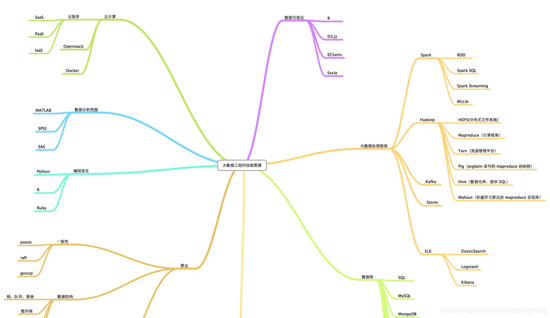 SaaS
云服务
云计算
PaaS
IaaS
Openstack
Docker
MATLAB
数据分析挖掘
SPSS
SAS
Python
编程语言
R
Ruby
paxos
一致性
raft
gossip
算法
栈，队列，链表
数据结构
散列表
大数据工程师技能图谱
数据可视化
R
D3.js
ECharts
Excle
大数据处理框架
Spark
RDD
Spark SQL
Spark Streaming
MLLib
Hadoop
HDFS(分布式文件系统)
Mapreduce（计算框架）
Yarn（资源管理平台）
Pig（piglatin 语句到 mapreduce 的映射）
Hive（数据仓库，提供 SQL）
Mahout（机器学习算法的 mapreduce 实现库）
Kafka
Storm
ELK
ElasticSearch
Logstash
Kibana
数据库
SQL
MySQL
MongoDB